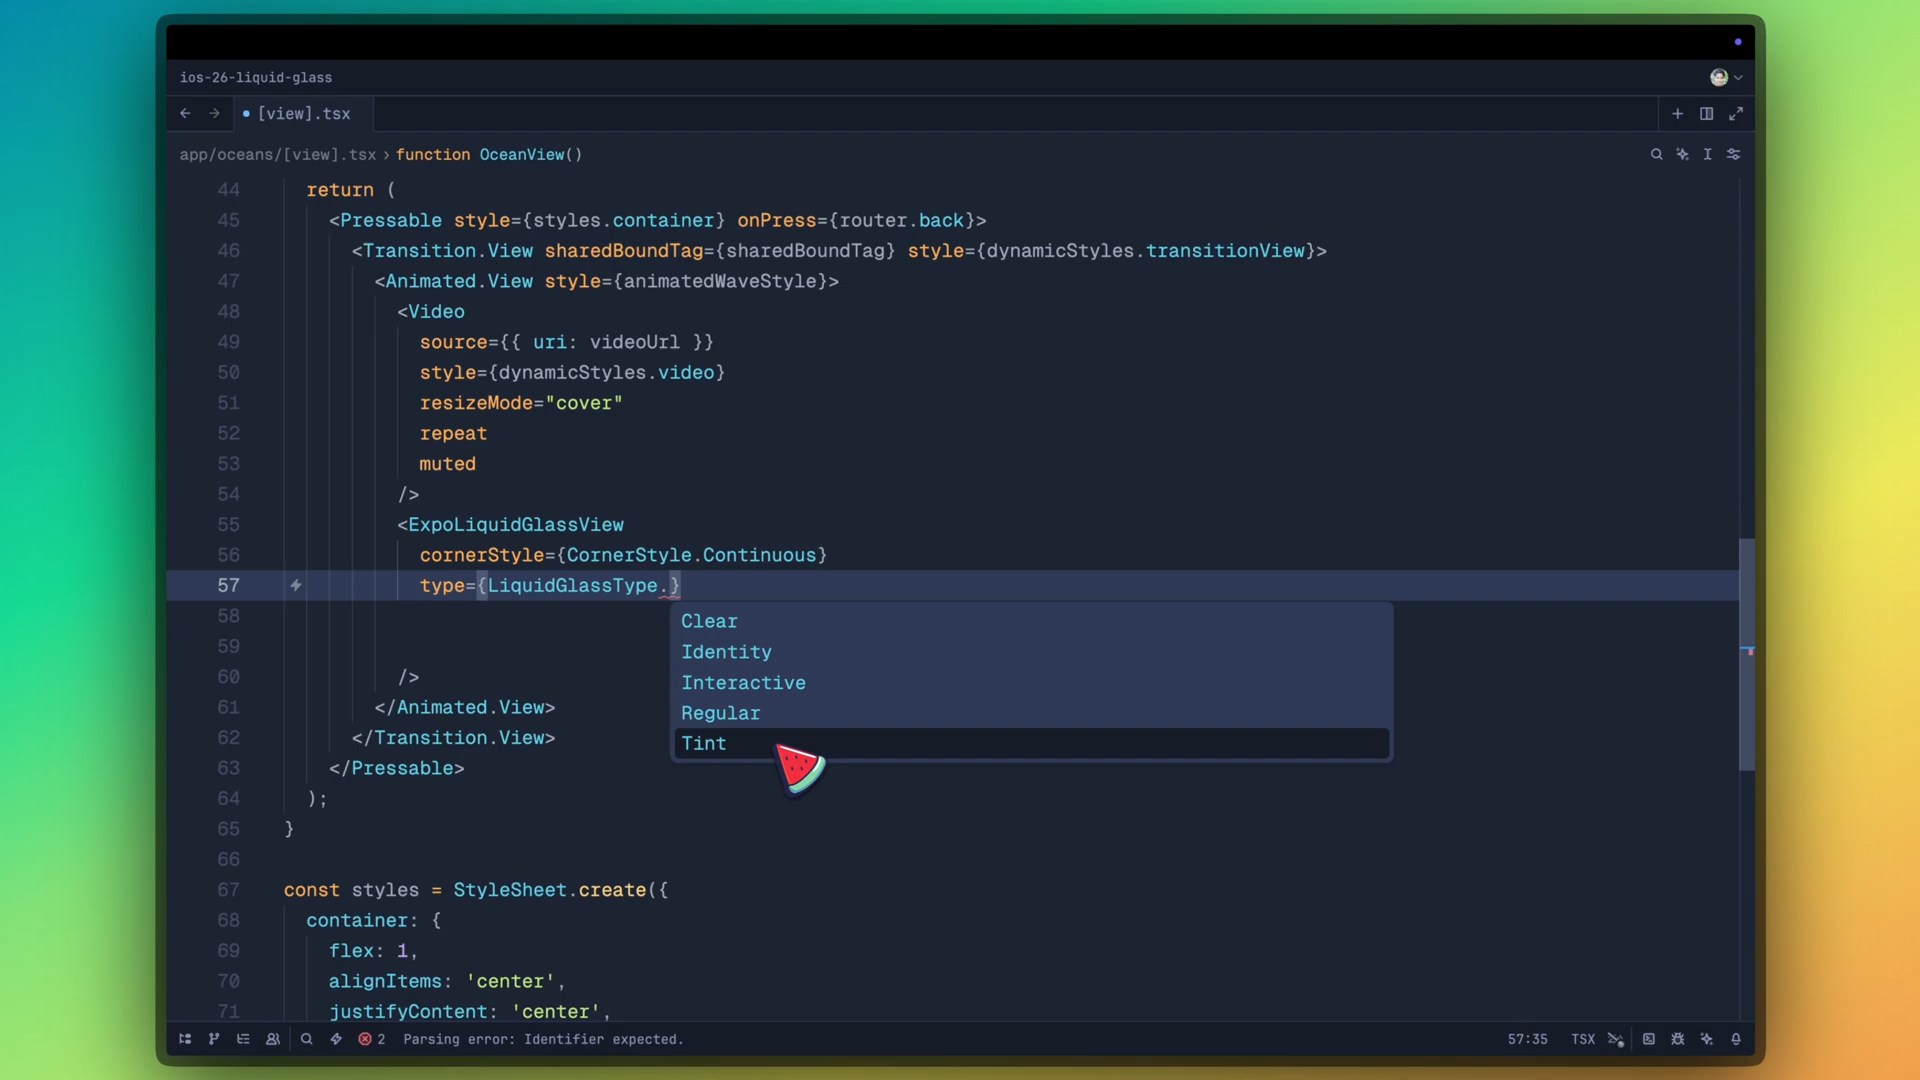 ios-26-liquid-glass
[view].tsx
app/oceans/[view].tsx › function OceanView()
44 return (
45 <Pressable style={styles.container} onPress={router.back}>
46 <Transition.View sharedBoundTag={sharedBoundTag} style={dynamicStyles.transitionView}>
47 <Animated.View style={animatedWaveStyle}>
48 <Video
49 source={{ uri: videoUrl }}
50 style={dynamicStyles.video}
51 resizeMode="cover"
52 repeat
53 muted
54 />
55 <ExpoLiquidGlassView
56 cornerStyle={CornerStyle.Continuous}
57 type={LiquidGlassType.}
58
Clear
59
Identity
Interactive
Regular
Tint
60 />
61 </Animated.View>
62 </Transition.View>
63 </Pressable>
64 );
65 }
66
67 const styles = StyleSheet.create({
68 container: {
69 flex: 1,
70 alignItems: 'center',
71 justifyContent: 'center',
2 Parsing error: Identifier expected.
57:35 TSX